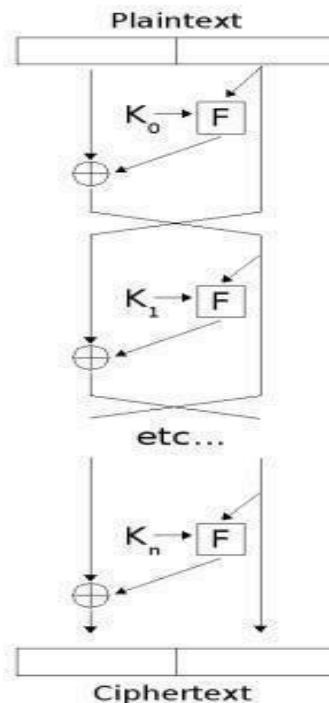 Plaintext
K₀ F
K₁ F
etc...
Kₙ F
Ciphertext